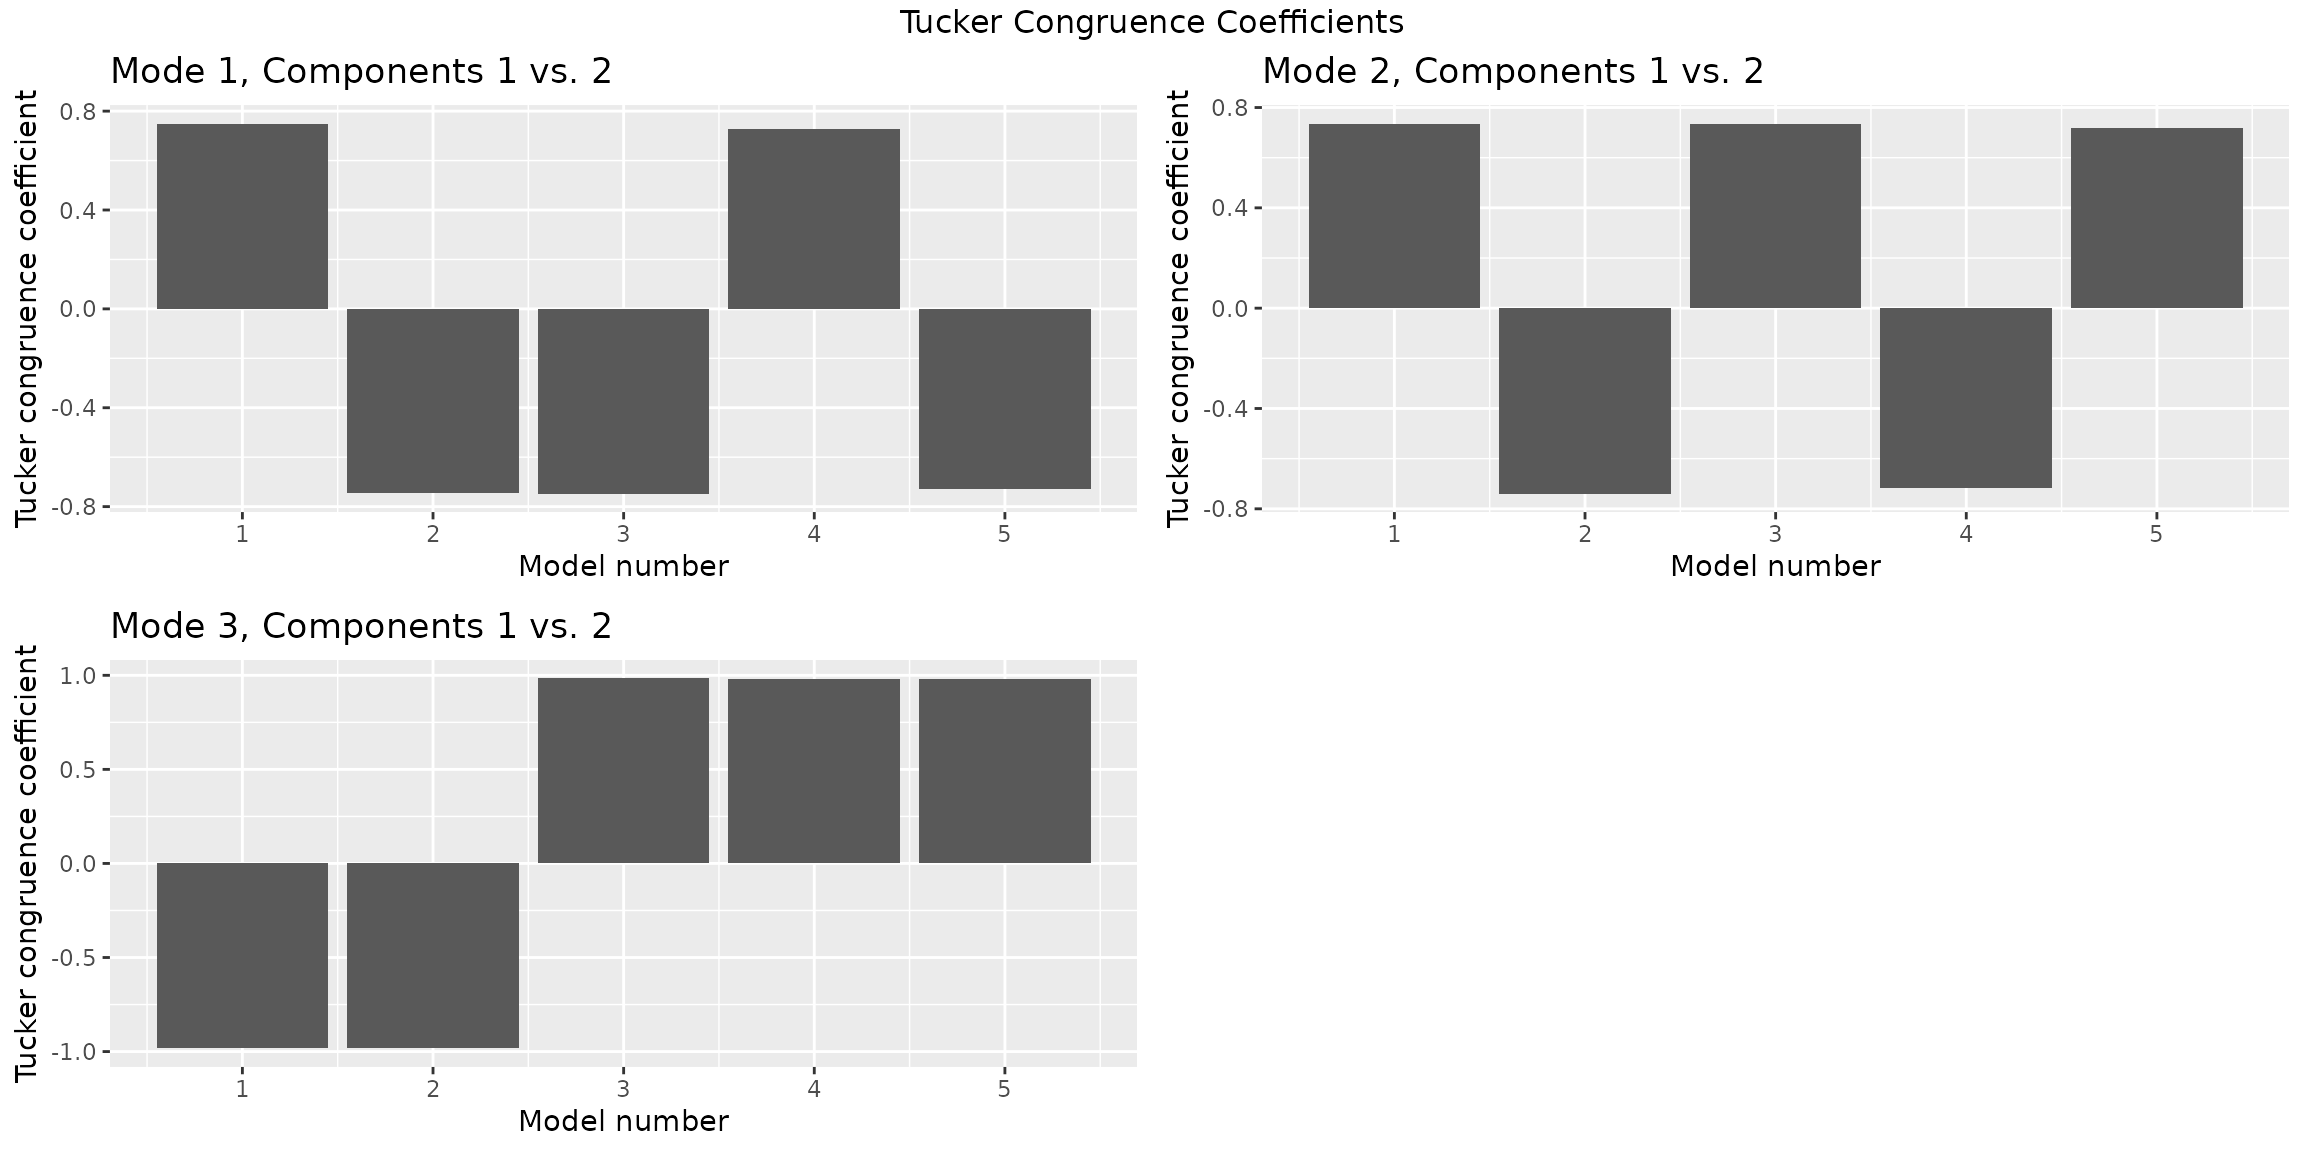 Tucker Congruence Coefficients
Mode 1, Components 1 vs. 2
Tucker congruence coefficient
0.8
0.4
0.0
-0.4
-0.8
1 2 3 4 5
Model number
Mode 2, Components 1 vs. 2
Tucker congruence coefficient
0.8
0.4
0.0
-0.4
-0.8
1 2 3 4 5
Model number
Mode 3, Components 1 vs. 2
Tucker congruence coefficient
1.0
0.5
0.0
-0.5
-1.0
1 2 3 4 5
Model number